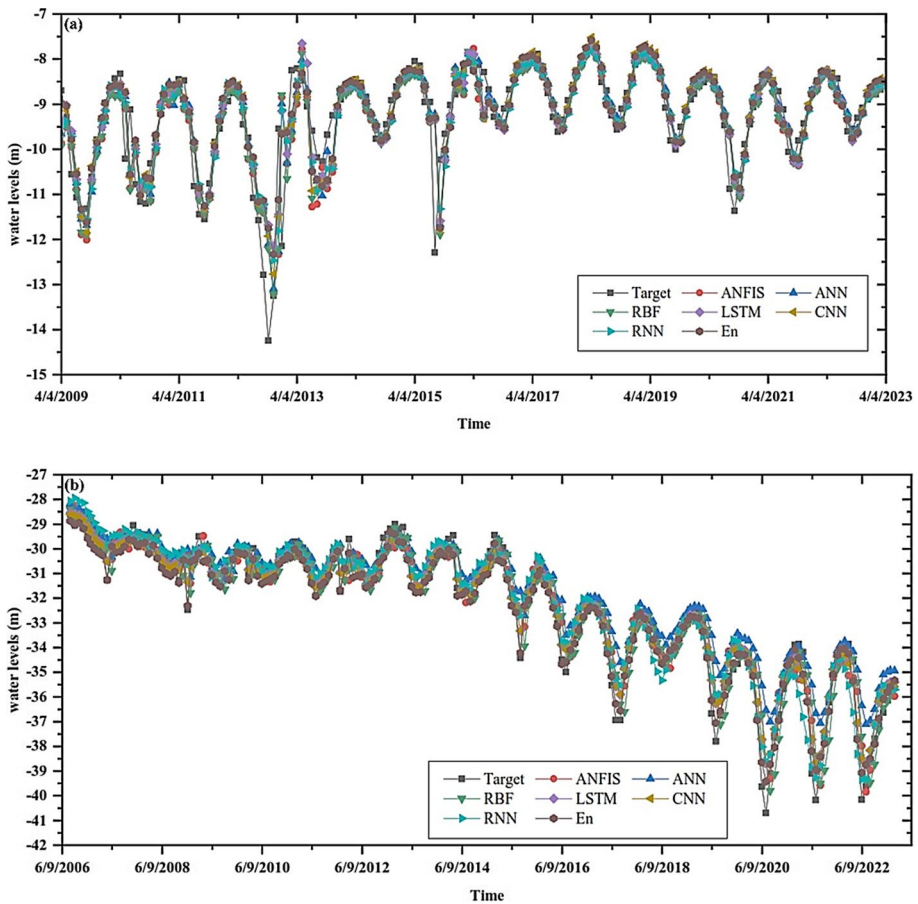 (a)
-7
-8
-9
-10
-11
-12
-13
-14
-15
water levels (m)
Target ANFIS ANN
RBF LSTM CNN
RNN En
4/4/2009 4/4/2011 4/4/2013 4/4/2015 4/4/2017 4/4/2019 4/4/2021 4/4/2023
Time
(b)
-27
-28
-29
-30
-31
-32
-33
-34
-35
-36
-37
-38
-39
-40
-41
-42
water levels (m)
Target ANFIS ANN
RBF LSTM CNN
RNN En
6/9/2006 6/9/2008 6/9/2010 6/9/2012 6/9/2014 6/9/2016 6/9/2018 6/9/2020 6/9/2022
Time